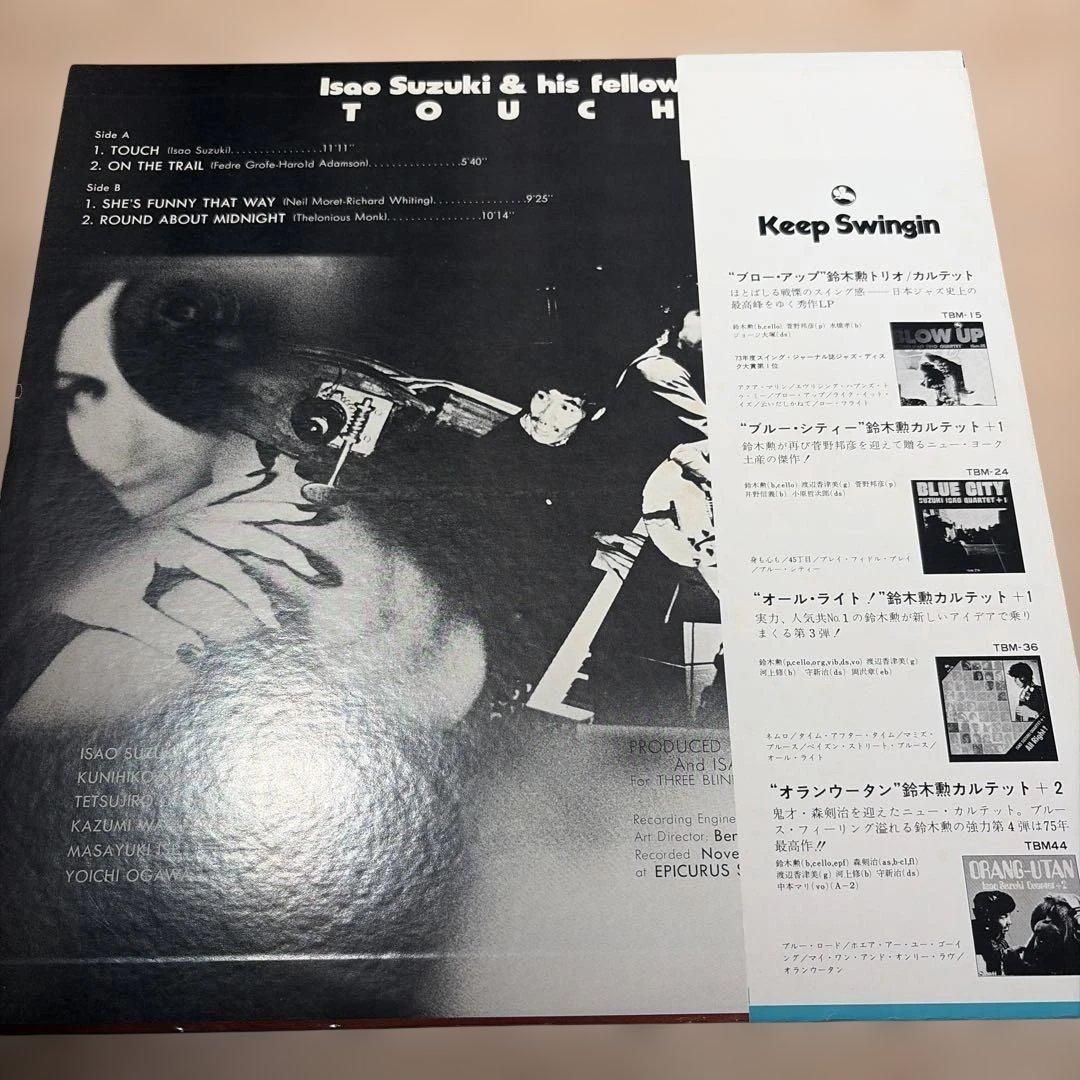 Isao Suzuki & his fellow
TOUCH
Side A
1. TOUCH (Isao Suzuki)................11'11"
2. ON THE TRAIL (Fedre Grofe-Harold Adamson)................5'40"
Side B
1. SHE'S FUNNY THAT WAY (Neil Moret-Richard Whiting)................9'25"
2. ROUND ABOUT MIDNIGHT (Thelonious Monk)................10'14"
ISAO SUZUKI
KUNIHIKO
TETSUJIRO
KAZUMI
MASAYUKI
YOICHI OGAWA
PRODUCED
And ISA
For THREE BLIN
Recording Engine
Art Director: Ben
Recorded Nove
at EPICURUS S
Keep Swingin
"ブロー・アップ"鈴木勲トリオ/カルテット
ほとばしる戦慄のスイング感——日本ジャズ史上の
最高峰をゆく秀作LP
TBM-15
鈴木勲(b,cello) 菅野邦彦(p) 水橋孝(b)
ジョージ大塚(ds)
73年度スイング・ジャーナル誌ジャズ・ディス
ク大賞第1位
アクア・マリン/エヴリシング・ハプンズ・ト
ゥ・ミー/ブロー・アップ/ライク・イット・
イズ/云いだしかねて/ロー・フライト
BLOW UP
"ブルー・シティー"鈴木勲カルテット+1
鈴木勲が再び菅野邦彦を迎えて贈るニュー・ヨーク
土産の傑作!
TBM-24
鈴木勲(b,cello) 渡辺香津美(g) 菅野邦彦(p)
井野信義(b) 小原哲次郎(ds)
身も心も/45丁目/プレイ・フィドル・プレイ
/ブルー・シティー
BLUE CITY
SUZUKI ISAO QUARTET+1
"オール・ライト!"鈴木勲カルテット+1
実力、人気共No.1の鈴木勲が新しいアイデアで乗り
まくる第3弾!
TBM-36
鈴木勲(p,cello,org,vib,ds,vo) 渡辺香津美(g)
河上修(b) 守新治(ds) 岡沢章(eb)
ネムロ/タイム・アフター・タイム/マミズ・
ブルース/ベイズン・ストリート・ブルース/
オール・ライト
All Right!
"オランウータン"鈴木勲カルテット+2
鬼才・森剣治を迎えたニュー・カルテット。ブルー
ス・フィーリング溢れる鈴木勲の強力第4弾は75年
最高作!!
TBM44
鈴木勲(b,cello,epf) 森剣治(as,b-cl,fl)
渡辺香津美(g) 河上修(b) 守新治(ds)
中本マリ(vo)(A-2)
ブルー・ロード/ホエア・アー・ユー・ゴーイ
ング/マイ・ワン・アンド・オンリー・ラヴ/
オランウータン
ORANG-UTAN
Isao Suzuki Quartet+2